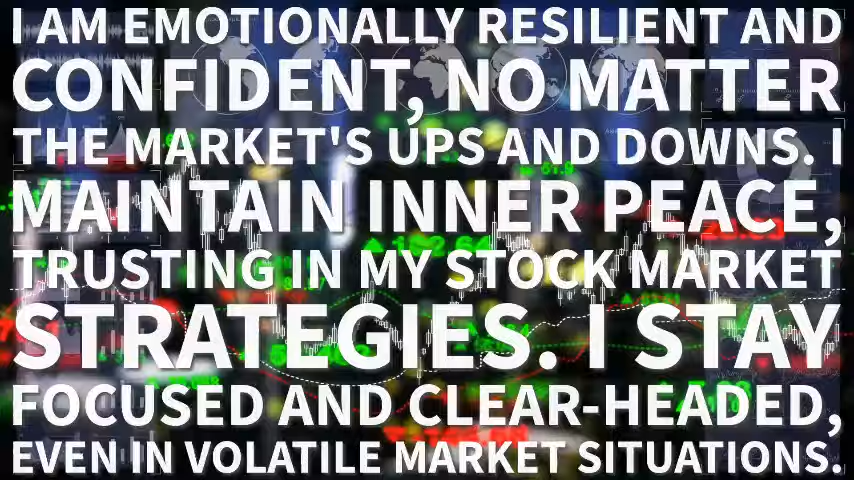 I AM EMOTIONALLY RESILIENT AND
CONFIDENT, NO MATTER
THE MARKET'S UPS AND DOWNS. I
MAINTAIN INNER PEACE,
TRUSTING IN MY STOCK MARKET
STRATEGIES. I STAY
FOCUSED AND CLEAR-HEADED,
EVEN IN VOLATILE MARKET SITUATIONS.